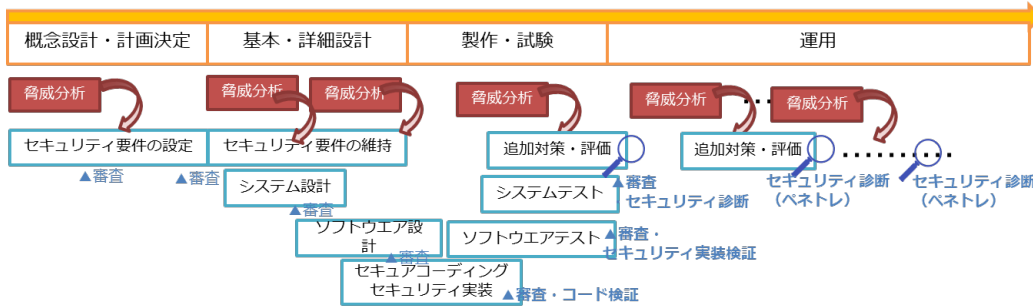 概念設計・計画決定
基本・詳細設計
製作・試験
運用
脅威分析
脅威分析
脅威分析
脅威分析
脅威分析
脅威分析
セキュリティ要件の設定
セキュリティ要件の維持
追加対策・評価
追加対策・評価
▲審査
▲審査
システム設計
システムテスト
▲審査
・セキュリティ診断
セキュリティ診断
(ペネトレ)
セキュリティ診断
(ペネトレ)
▲審査
ソフトウエア設
計
▲審査
ソフトウエアテスト
▲審査・
セキュリティ実装検証
セキュアコーディング
セキュリティ実装
▲審査・コード検証